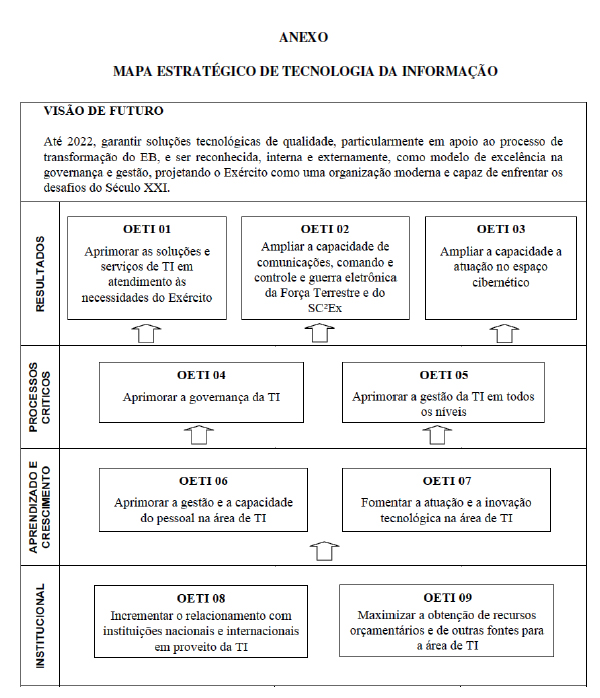 ANEXO
MAPA ESTRATÉGICO DE TECNOLOGIA DA INFORMAÇÃO
VISÃO DE FUTURO
Até 2022, garantir soluções tecnológicas de qualidade, particularmente em apoio ao processo de
transformação do EB, e ser reconhecida, interna e externamente, como modelo de excelência na
governança e gestão, projetando o Exército como uma organização moderna e capaz de enfrentar os
desafios do Século XXI.
RESULTADOS
OETI 01
Aprimorar as soluções e
serviços de TI em
atendimento às
necessidades do Exército
OETI 02
Ampliar a capacidade de
comunicações, comando e
controle e guerra eletrônica
da Força Terrestre e do
SC²Ex
OETI 03
Ampliar a capacidade a
atuação no espaço
cibernético
PROCESSOS
CRITICOS
OETI 04
Aprimorar a governança da TI
OETI 05
Aprimorar a gestão da TI em todos
os níveis
APRENDIZADO E
CRESCIMENTO
OETI 06
Aprimorar a gestão e a capacidade
do pessoal na área de TI
OETI 07
Fomentar a atuação e a inovação
tecnológica na área de TI
INSTITUCIONAL
OETI 08
Incrementar o relacionamento com
instituições nacionais e internacionais
em proveito da TI
OETI 09
Maximizar a obtenção de recursos
orçamentários e de outras fontes para
a área de TI